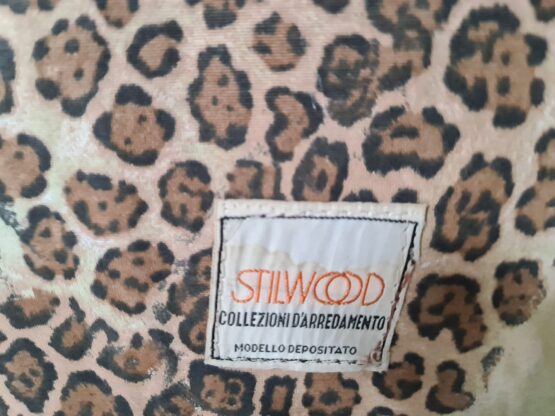 STILWOOD
COLLEZIONI D'ARREDAMENTO
MODELLO DEPOSITATO